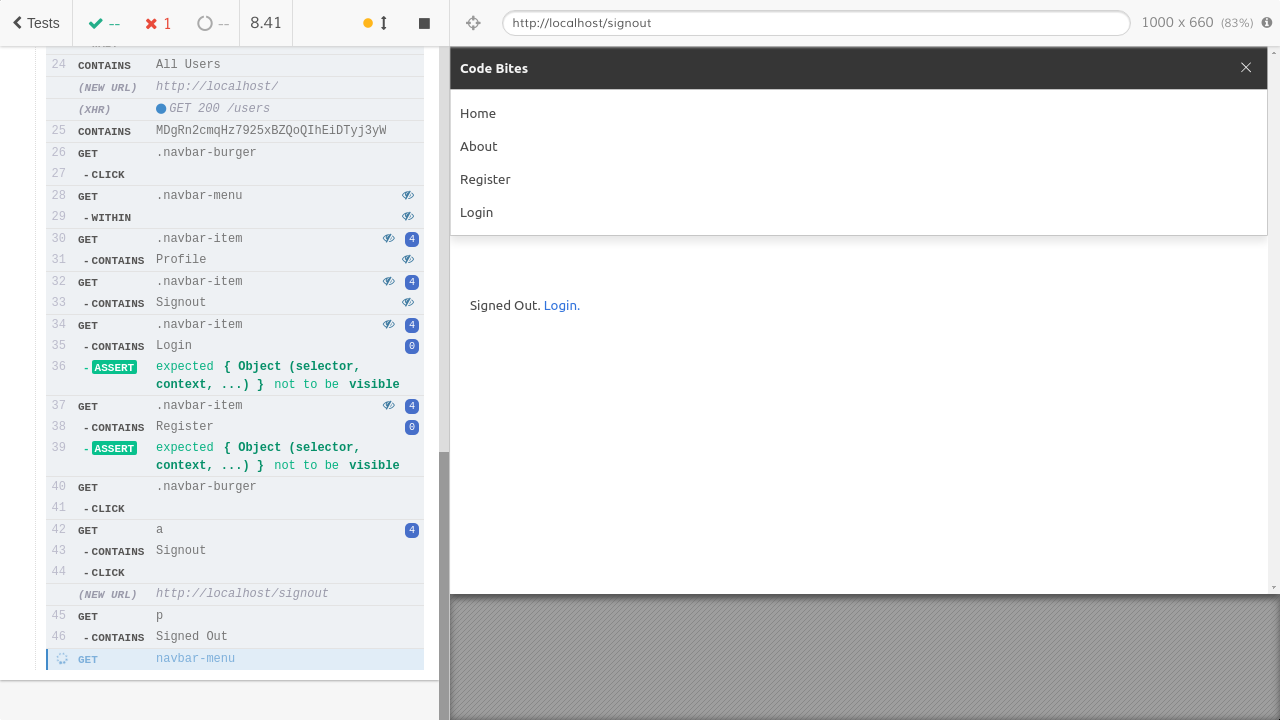 Tests -- 1 -- 8.41
http://localhost/signout 1000 x 660 (83%)
24 CONTAINS All Users
(NEW URL) http://localhost/
(XHR) GET 200 /users
25 CONTAINS MDgRn2cmqHz7925xBZQoQIhEiDTyj3yW
26 GET .navbar-burger
27 - CLICK
28 GET .navbar-menu
29 - WITHIN
30 GET .navbar-item 4
31 - CONTAINS Profile
32 GET .navbar-item 4
33 - CONTAINS Signout
34 GET .navbar-item 4
35 - CONTAINS Login 0
36 - ASSERT expected { Object (selector,
context, ...) } not to be visible
37 GET .navbar-item 4
38 - CONTAINS Register 0
39 - ASSERT expected { Object (selector,
context, ...) } not to be visible
40 GET .navbar-burger
41 - CLICK
42 GET a 4
43 - CONTAINS Signout
44 - CLICK
(NEW URL) http://localhost/signout
45 GET p
46 - CONTAINS Signed Out
GET navbar-menu
Code Bites
Home
About
Register
Login
Signed Out. Login.